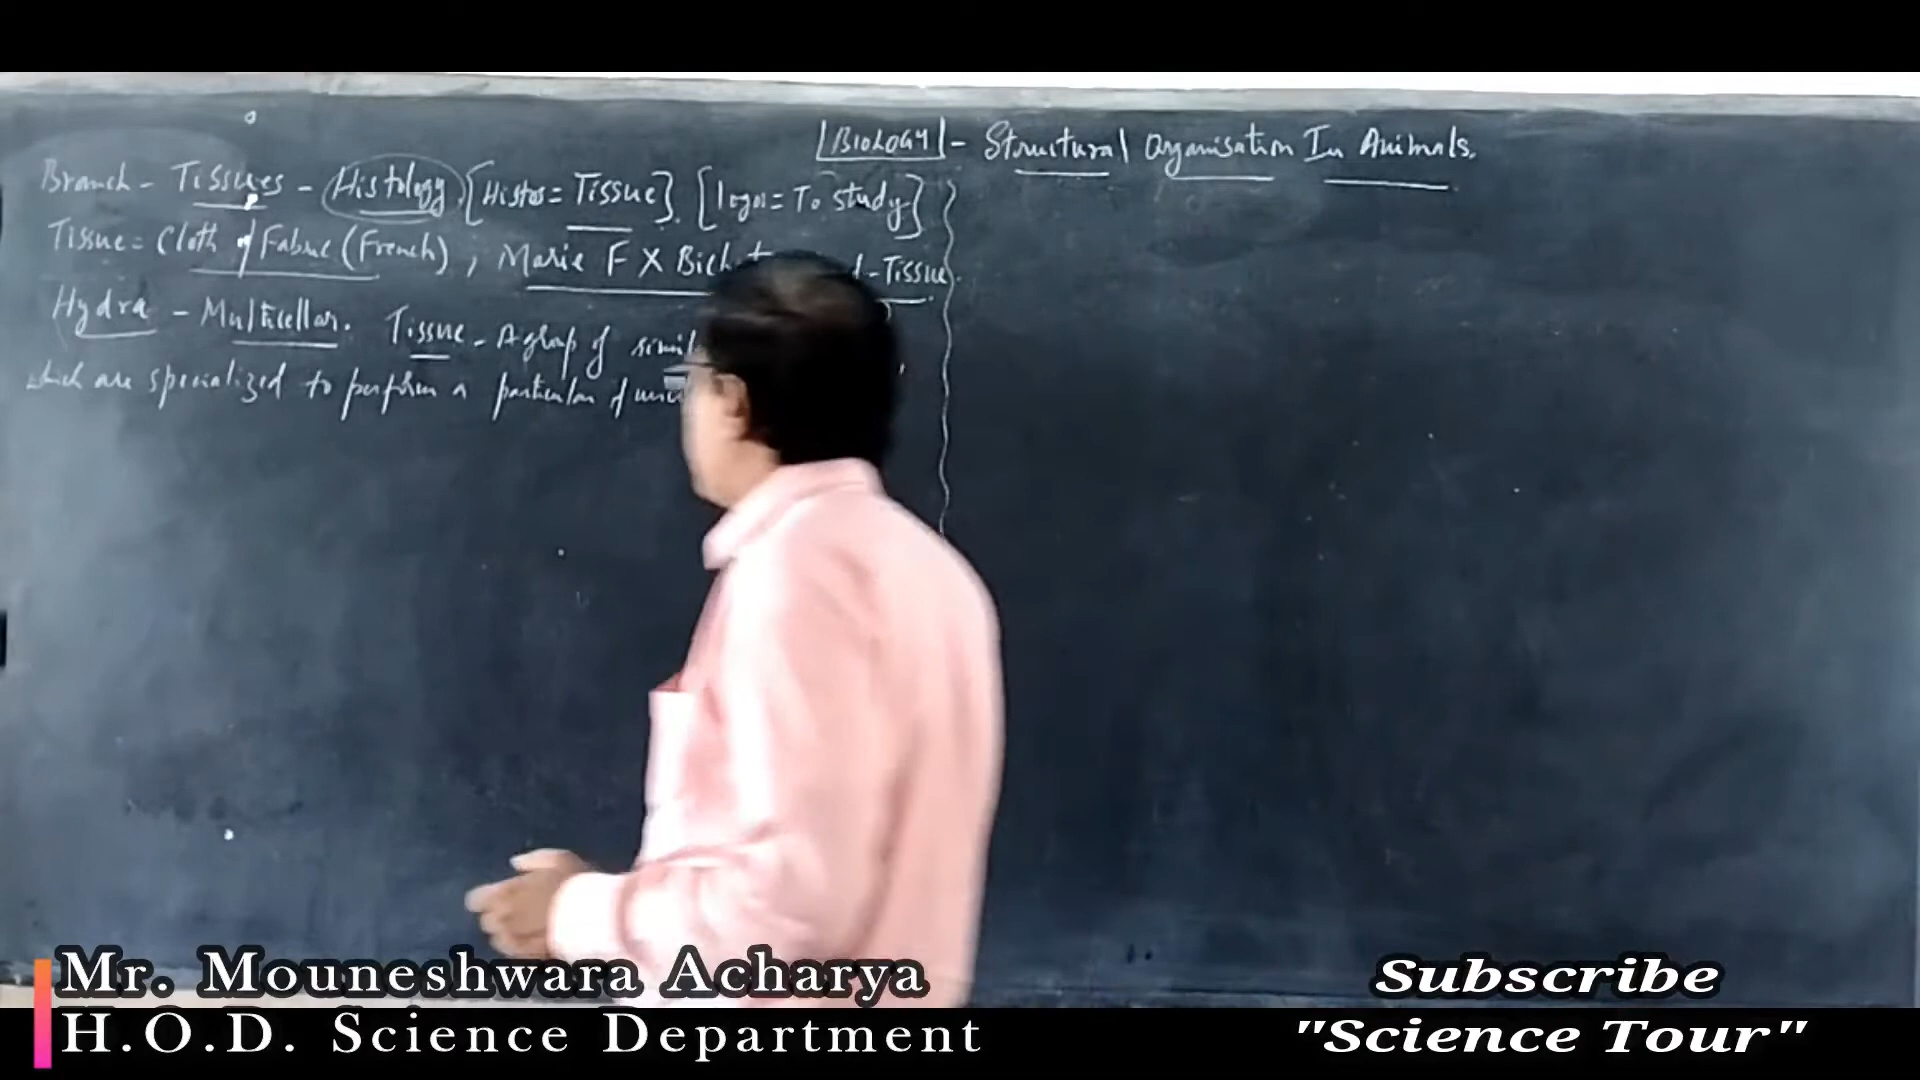 BIOLOGY - Structural Organisation In Animals.
Branch - Tissues - Histology [Histos = Tissue]. [logos = To study]
Tissue = Cloth of Fabric (French) ; Marie F X - Tissue.
Hydra - Multicellar. Tissue - A group of
which are specialized to perform a particular
Mr. Mouneshwara Acharya
H.O.D. Science Department
Subscribe
"Science Tour"